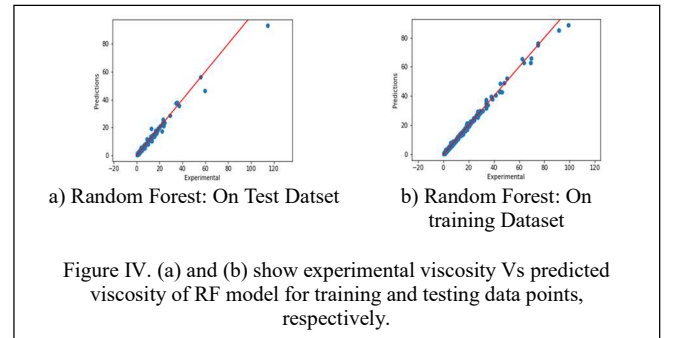 80
60
40
20
0
Predictions
−20 0 20 40 60 80 100 120
Experimental
a) Random Forest: On Test Datset
80
60
40
20
0
Predictions
−20 0 20 40 60 80 100 120
Experimental
b) Random Forest: On
training Dataset
Figure IV. (a) and (b) show experimental viscosity Vs predicted
viscosity of RF model for training and testing data points,
respectively.